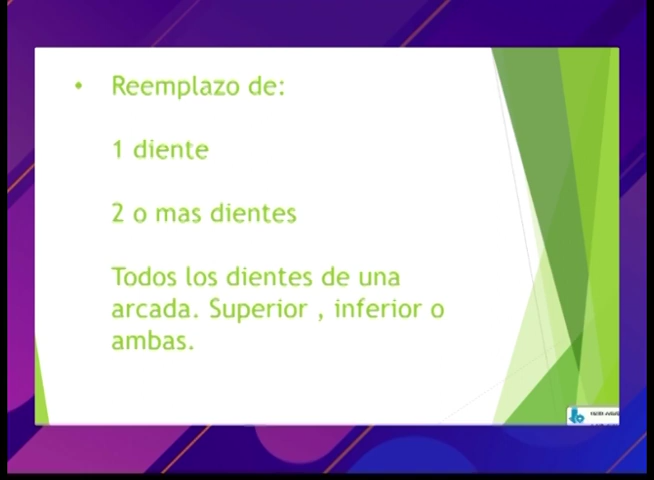 • Reemplazo de:
1 diente
2 o mas dientes
Todos los dientes de una
arcada. Superior , inferior o
ambas.